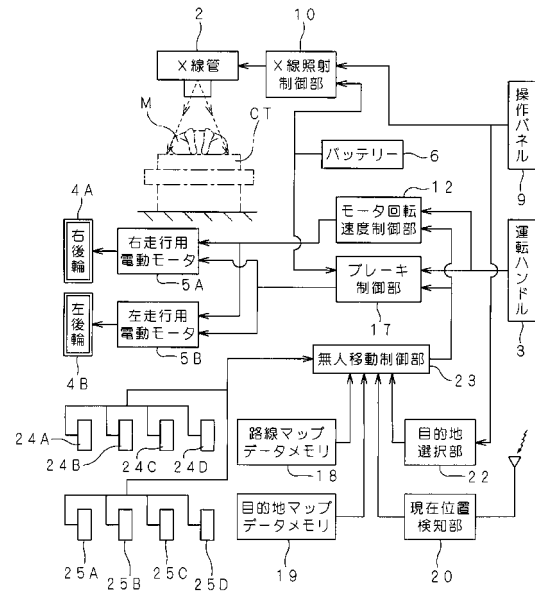 2
10
X線管
X線照射
制御部
M
CT
操作パネル
9
バッテリー
6
12
4A
右後輪
右走行用
電動モータ
5A
モータ回転
速度制御部
運転ハンドル
3
ブレーキ
制御部
17
左後輪
4B
左走行用
電動モータ
5B
無人移動制御部
23
24A
24B
24C
24D
路線マップ
データメモリ
18
目的地
選択部
22
25A
25B
25C
25D
目的地マップ
データメモリ
19
現在位置
検知部
20